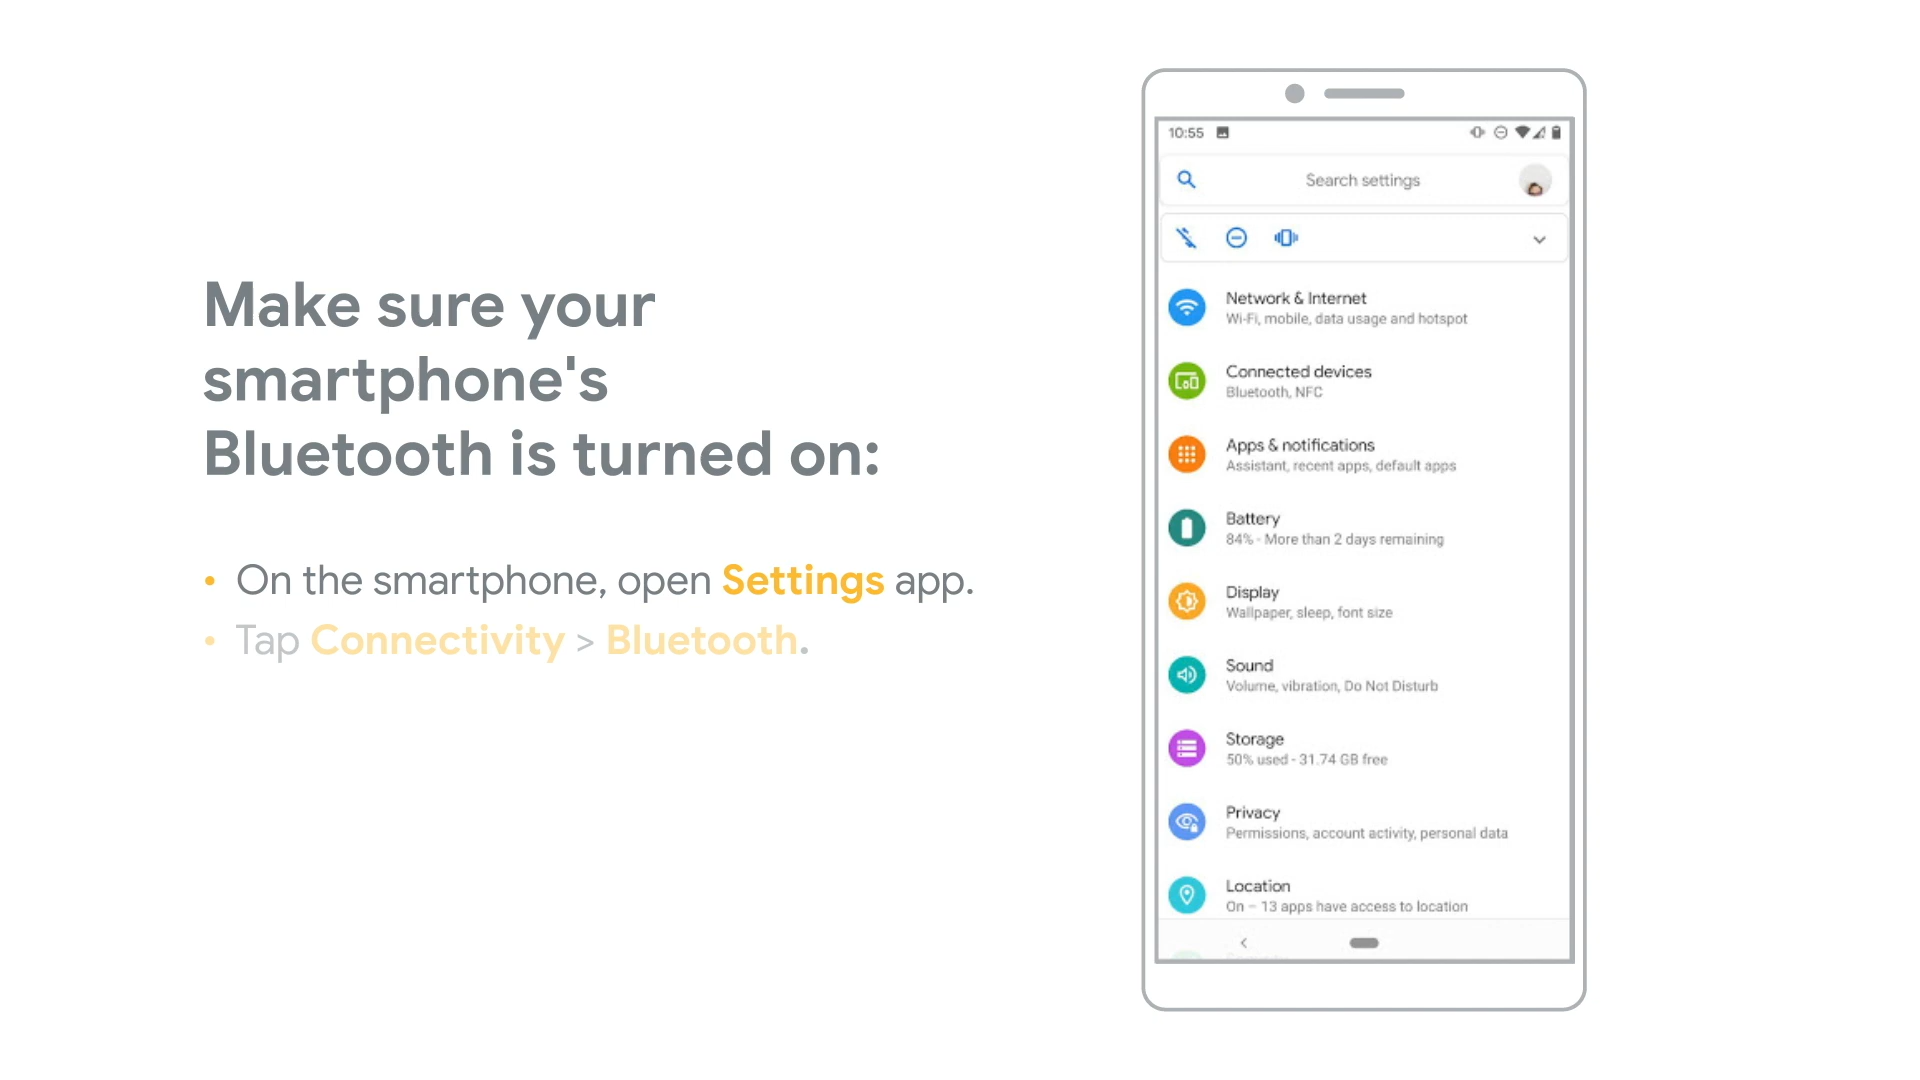 Make sure your
smartphone's
Bluetooth is turned on:
• On the smartphone, open Settings app.
• Tap Connectivity > Bluetooth.
10:55
Search settings
Network & Internet
Wi-Fi, mobile, data usage and hotspot
Connected devices
Bluetooth, NFC
Apps & notifications
Assistant, recent apps, default apps
Battery
84% - More than 2 days remaining
Display
Wallpaper, sleep, font size
Sound
Volume, vibration, Do Not Disturb
Storage
50% used - 31.74 GB free
Privacy
Permissions, account activity, personal data
Location
On – 13 apps have access to location